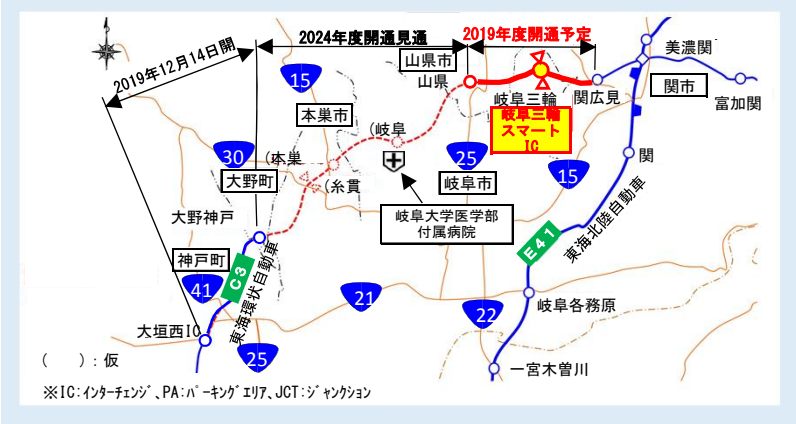 2019年12月14日開
2024年度開通見通
2019年度開通予定
山県市
山県
岐阜三輪
関広見
美濃関
関市
富加関
岐阜三輪
スマート
IC
15
本巣市
(岐阜
30
(本巣
大野町
(糸貫
25
岐阜市
15
関
岐阜大学医学部
付属病院
大野神戸
神戸町
C3
東海環状自動車
E41
東海北陸自動車
41
21
22
岐阜各務原
大垣西IC
25
一宮木曽川
(　　)：仮
※IC:ｲﾝﾀｰﾁｪﾝｼﾞ、PA:ﾊﾟｰｷﾝｸﾞｴﾘｱ、JCT:ｼﾞｬﾝｸｼｮﾝ